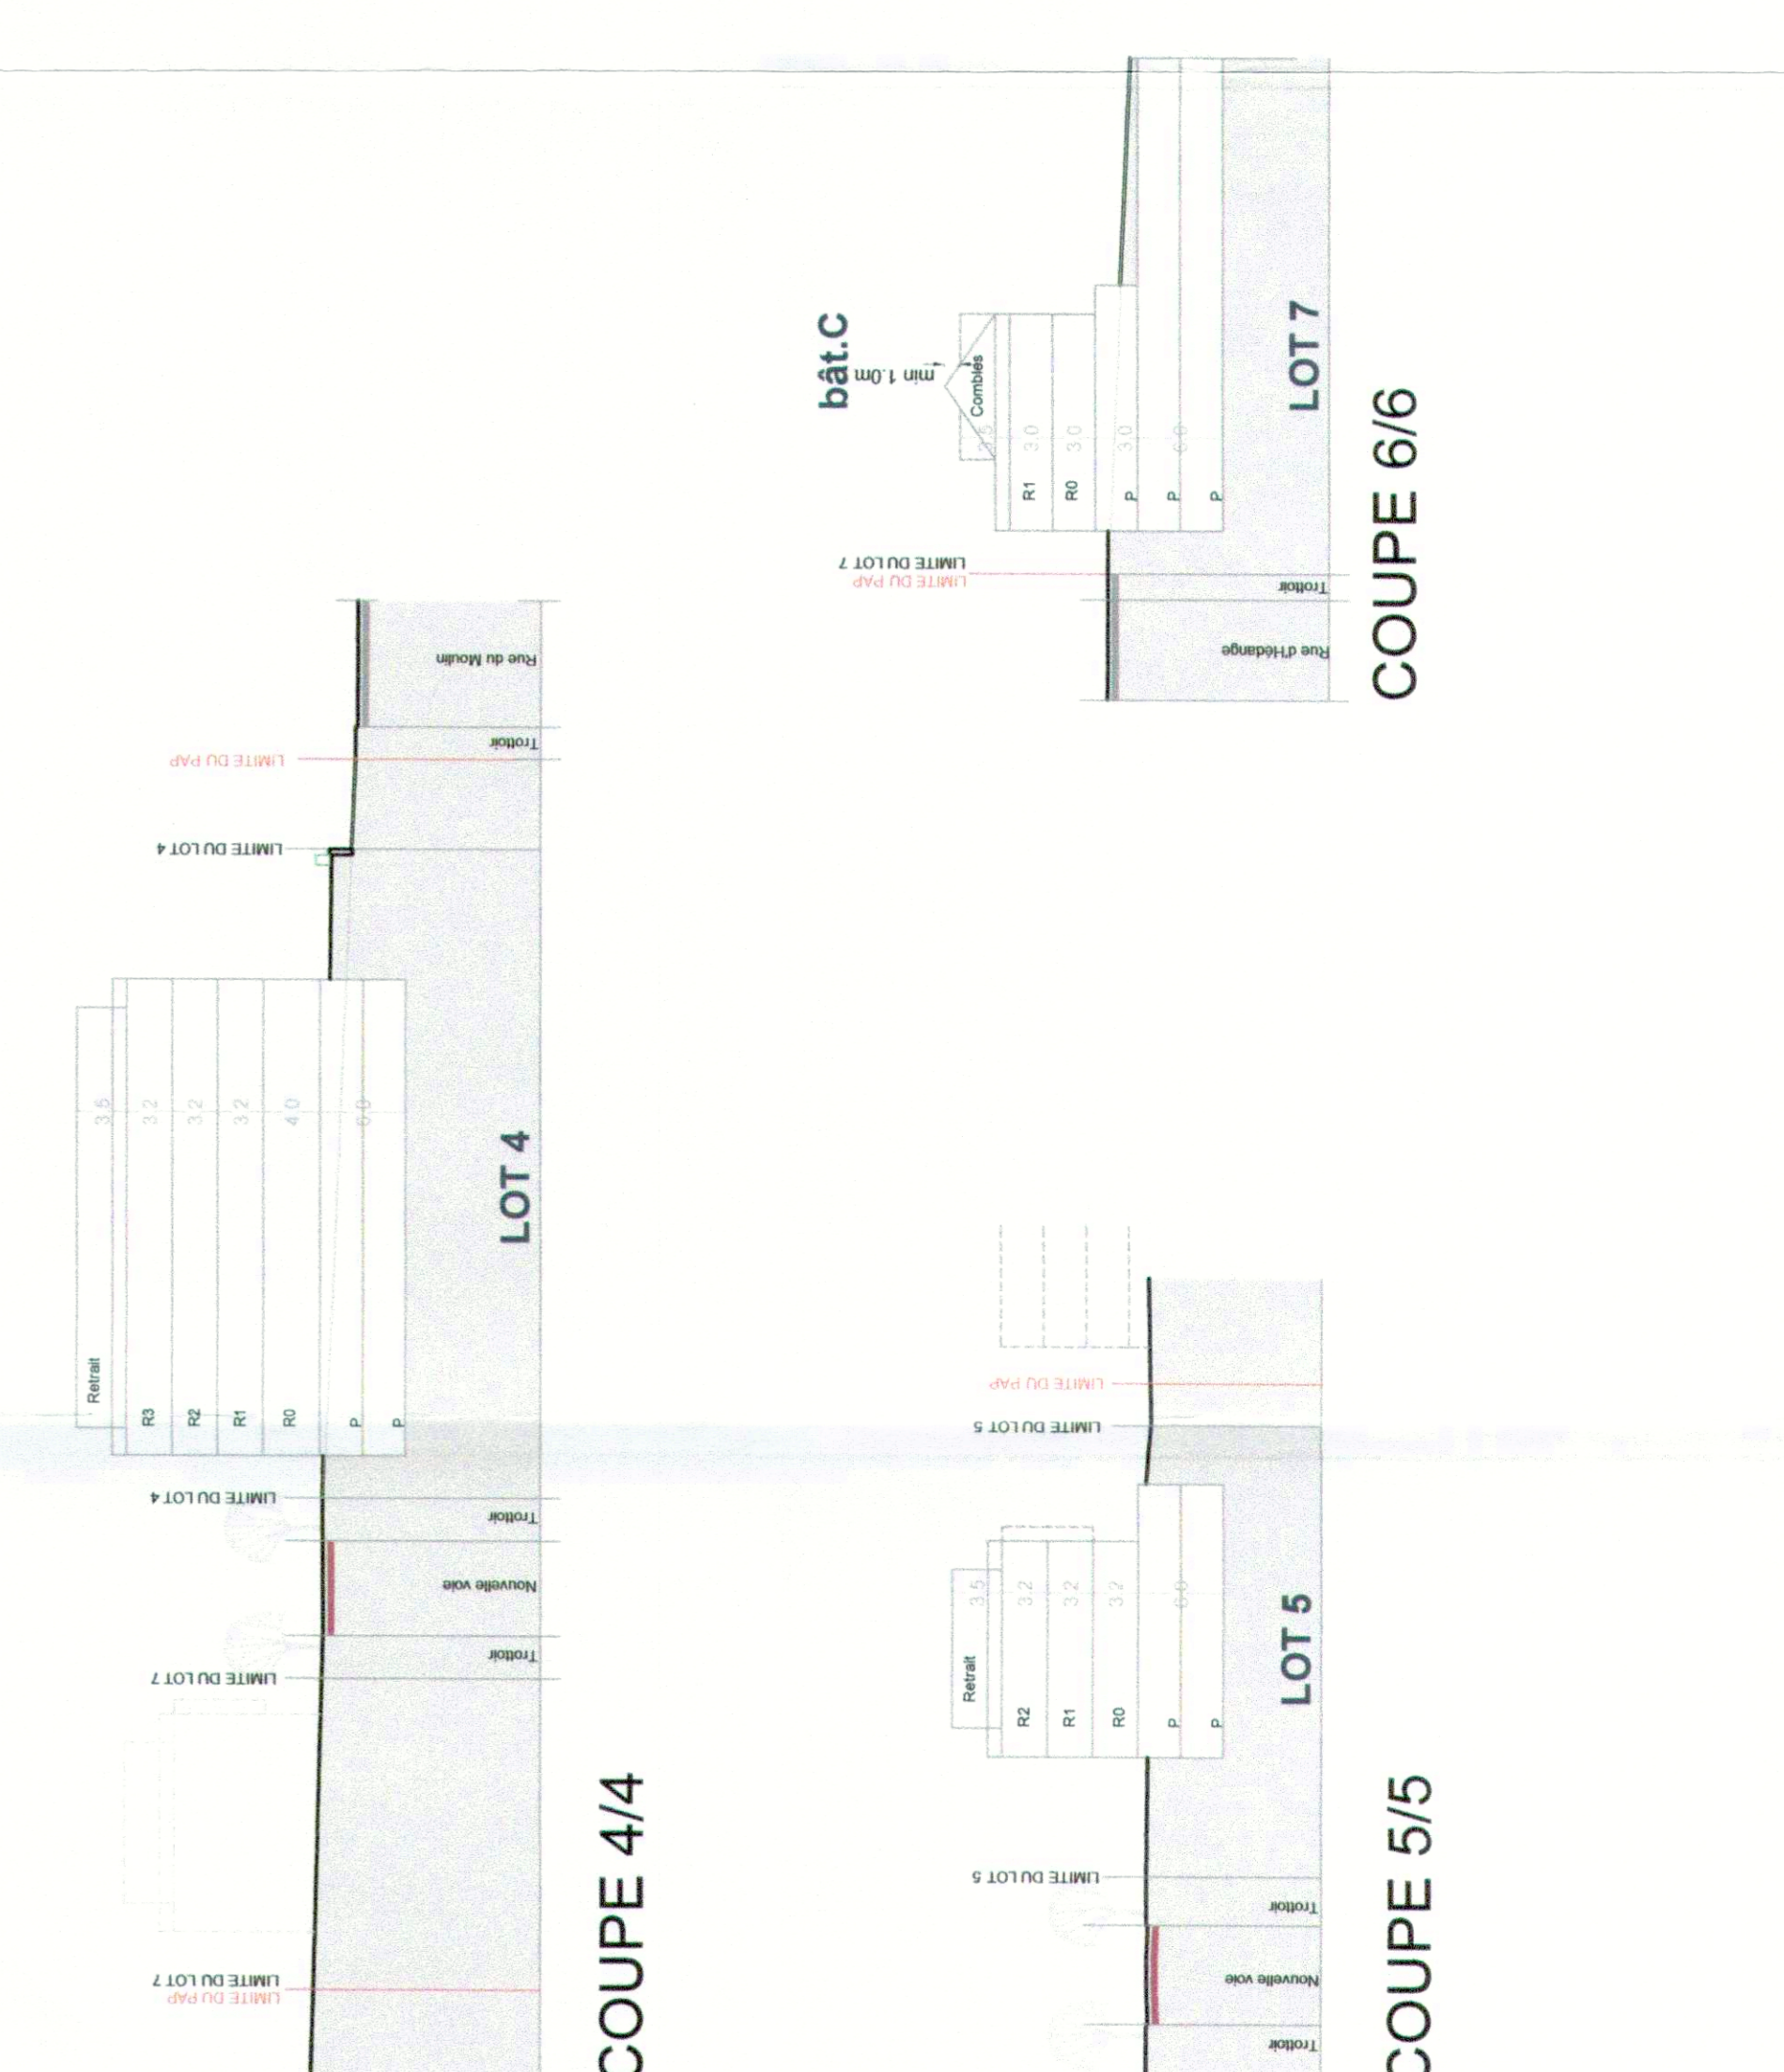 COUPE 4/4
LOT 4
Retrait
R3
R2
R1
R0
P
P
3.5
3.2
3.2
3.2
4.0
6.0
LIMITE DU LOT 7
LIMITE DU PAP
LIMITE DU LOT 7
Trottoir
Nouvelle voie
Trottoir
LIMITE DU LOT 4
LIMITE DU LOT 4
LIMITE DU PAP
Trottoir
Rue du Moulin
COUPE 5/5
LOT 5
Retrait
R2
R1
R0
P
P
3.5
3.2
3.2
3.2
6.0
Trottoir
Nouvelle voie
Trottoir
LIMITE DU LOT 5
LIMITE DU LOT 5
LIMITE DU PAP
COUPE 6/6
LOT 7
bât.C
min 1.0m
Combles
R1
R0
P
P
P
3.0
3.0
3.0
6.0
LIMITE DU LOT 7
LIMITE DU PAP
Trottoir
Rue d'Hédange